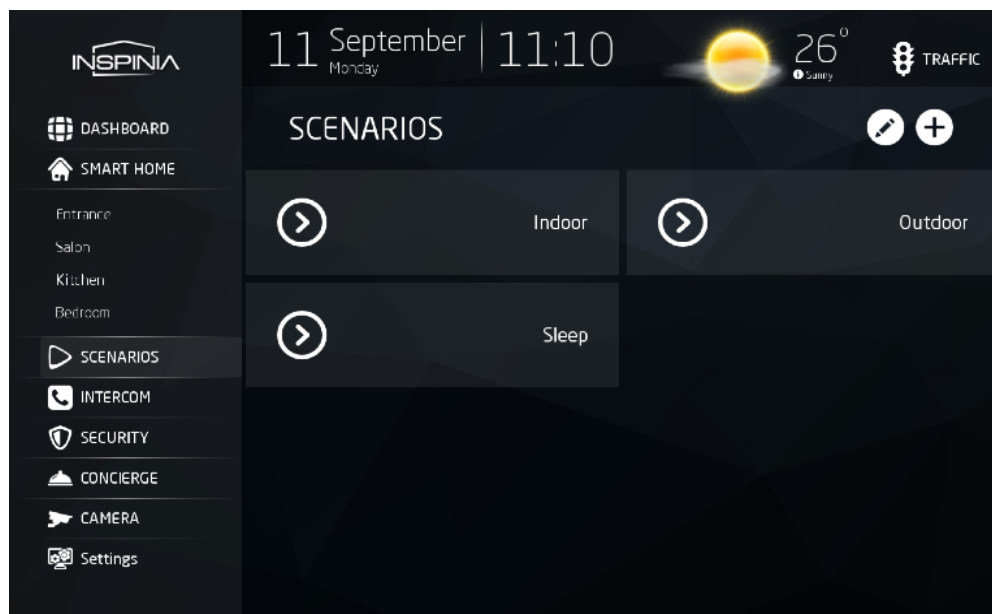 INSPINIA
11 September
Monday
11:10
26°
Sunny
TRAFFIC
DASHBOARD
SMART HOME
Entrance
Salon
Kitchen
Bedroom
SCENARIOS
INTERCOM
SECURITY
CONCIERGE
CAMERA
Settings
SCENARIOS
Indoor
Outdoor
Sleep